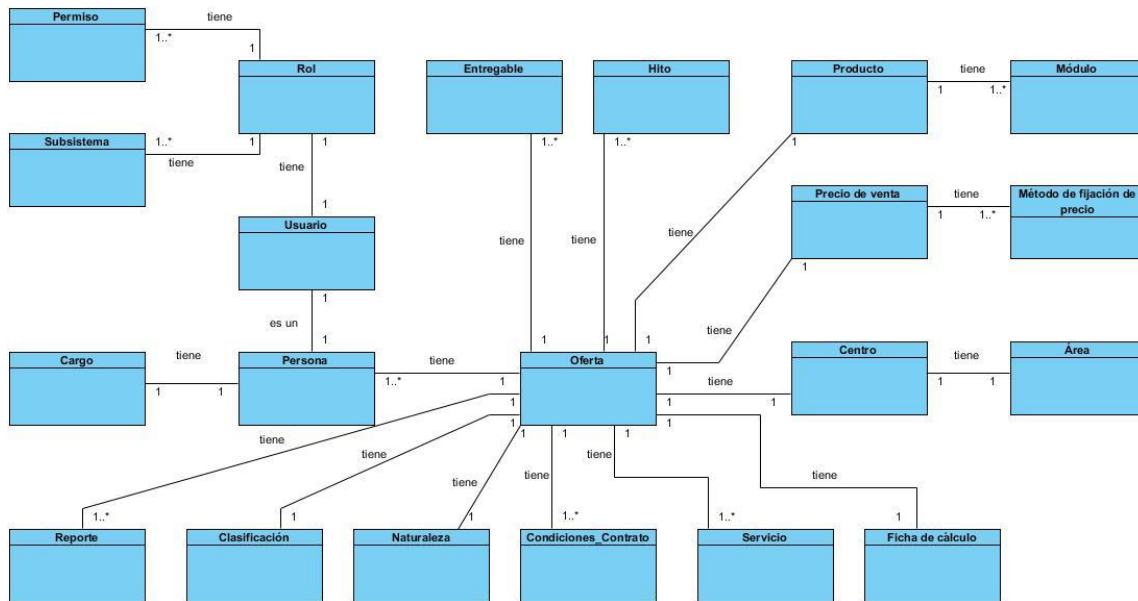 Permiso
tiene
1..*
1
Rol
Entregable
Hito
Producto
tiene
Módulo
1
1..*
Subsistema
1..*
1
tiene
1
tiene
1
1..*
1..*
1
Usuario
Precio de venta
tiene
Método de fijación de
precio
1
1..*
tiene
tiene
tiene
1
1
es un
1
tiene
1
1
1
Cargo
tiene
Persona
tiene
Oferta
Centro
tiene
Área
1
1
1
1..*
1
1
tiene
1
1
1
1
1
1
1
1
1
1
tiene
tiene
tiene
tiene
tiene
tiene
1..*
1
1
1..*
1..*
1
Reporte
Clasificación
Naturaleza
Condiciones_Contrato
Servicio
Ficha de cálculo